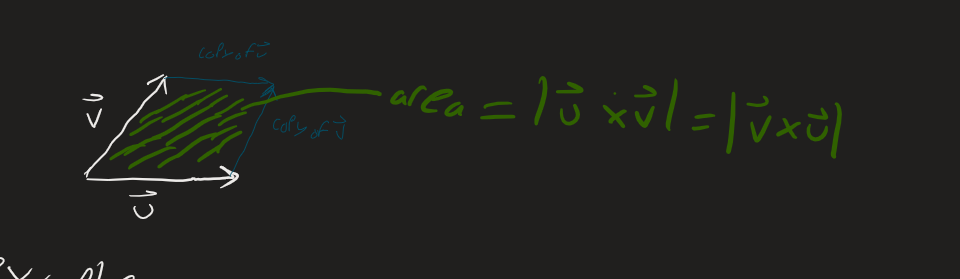 copy of u⃗
v⃗
area = |u⃗ × v⃗| = |v⃗ × u⃗|
copy of v⃗
u⃗